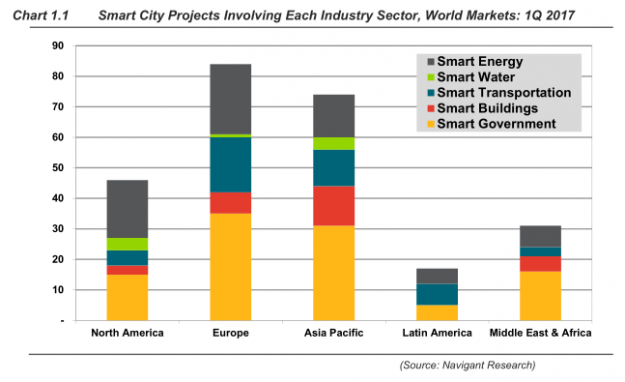 Chart 1.1 Smart City Projects Involving Each Industry Sector, World Markets: 1Q 2017
90
80
70
60
50
40
30
20
10
-
Smart Energy
Smart Water
Smart Transportation
Smart Buildings
Smart Government
North America Europe Asia Pacific Latin America Middle East & Africa
(Source: Navigant Research)